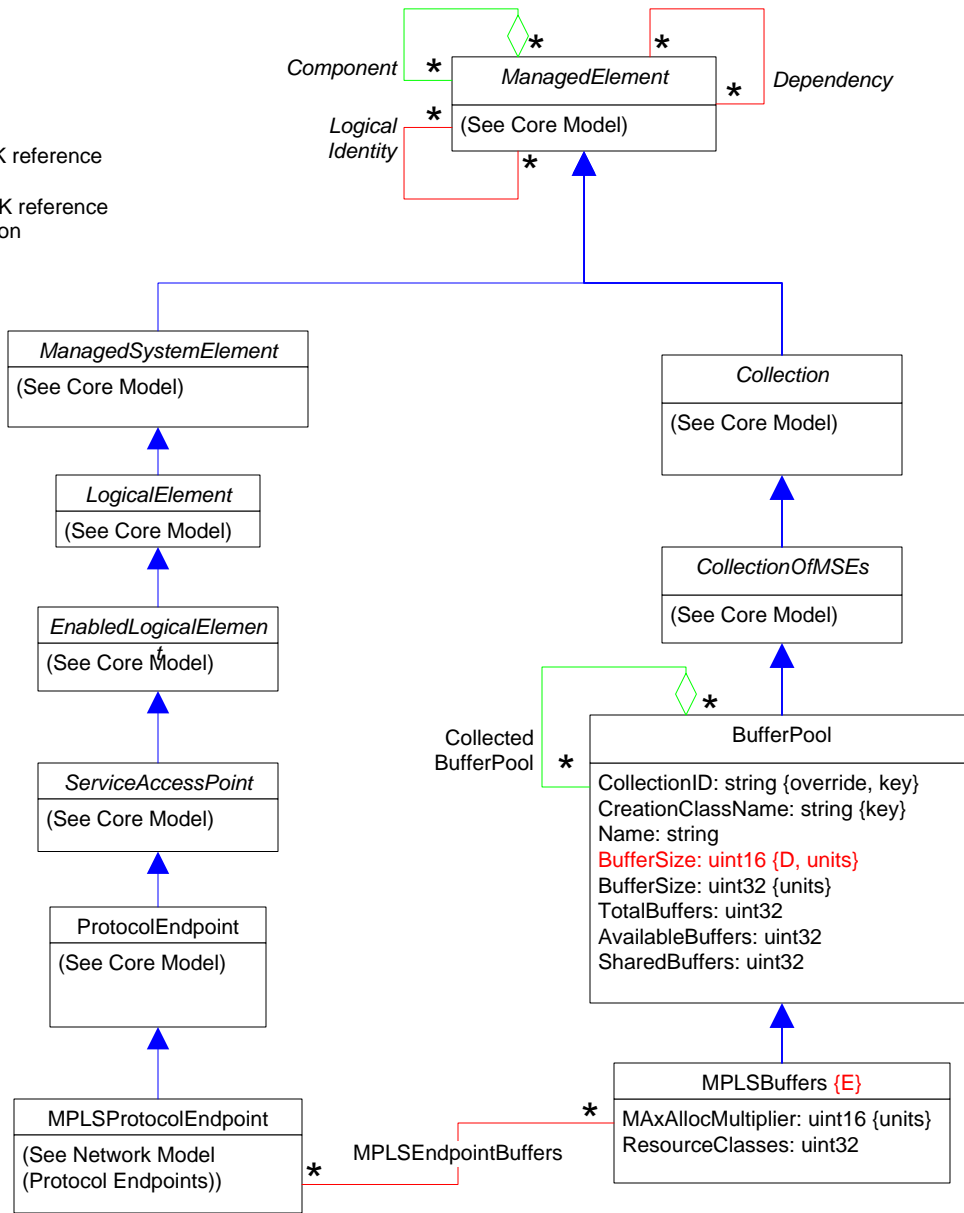 Component
*
*
ManagedElement
(See Core Model)
*
*
Dependency
Logical
Identity
*
*
K reference
K reference
on
ManagedSystemElement
(See Core Model)
LogicalElement
(See Core Model)
EnabledLogicalElemen
t
(See Core Model)
ServiceAccessPoint
(See Core Model)
ProtocolEndpoint
(See Core Model)
MPLSProtocolEndpoint
(See Network Model
(Protocol Endpoints))
Collection
(See Core Model)
CollectionOfMSEs
(See Core Model)
Collected
BufferPool
*
*
BufferPool
CollectionID: string {override, key}
CreationClassName: string {key}
Name: string
BufferSize: uint16 {D, units}
BufferSize: uint32 {units}
TotalBuffers: uint32
AvailableBuffers: uint32
SharedBuffers: uint32
MPLSBuffers {E}
MAxAllocMultiplier: uint16 {units}
ResourceClasses: uint32
*
MPLSEndpointBuffers
*